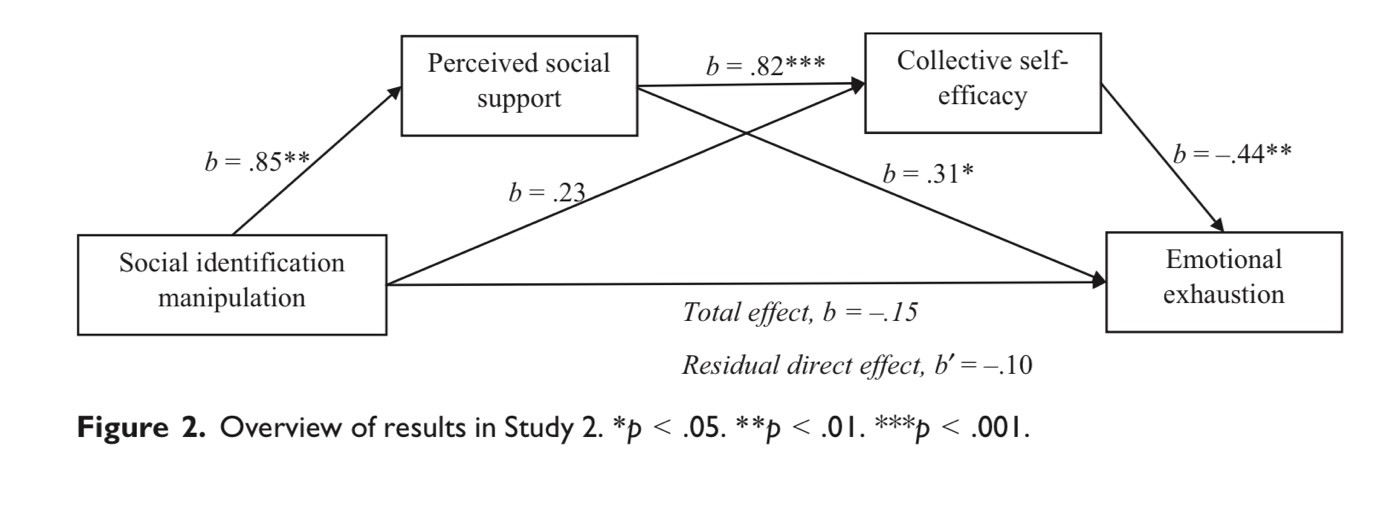 Perceived social
support
b = .82***
Collective self-
efficacy
b = .85**
b = .23
b = .31*
b = –.44**
Social identification
manipulation
Emotional
exhaustion
Total effect, b = –.15
Residual direct effect, b′ = –.10
Figure 2. Overview of results in Study 2. *p < .05. **p < .01. ***p < .001.